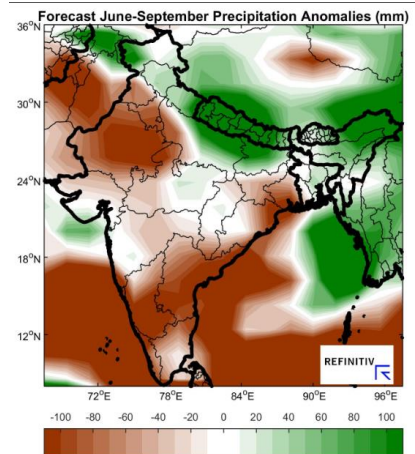 Forecast June-September Precipitation Anomalies (mm)
36°N
30°N
24°N
18°N
12°N
REFINITIV
72°E 78°E 84°E 90°E 96°E
-100 -80 -60 -40 -20 0 20 40 60 80 100